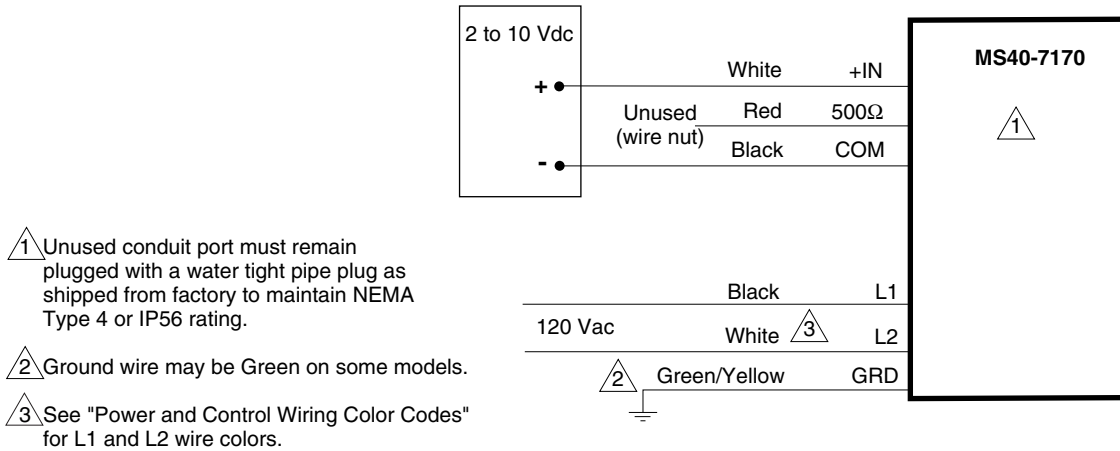 2 to 10 Vdc
+
-
White +IN
Unused Red 500Ω
(wire nut)
Black COM
MS40-7170
1
Black L1
120 Vac
White 3 L2
2 Green/Yellow GRD
1 Unused conduit port must remain
plugged with a water tight pipe plug as
shipped from factory to maintain NEMA
Type 4 or IP56 rating.
2 Ground wire may be Green on some models.
3 See "Power and Control Wiring Color Codes"
for L1 and L2 wire colors.